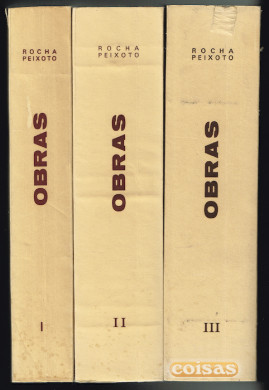 ROCHA
PEIXOTO
OBRAS
I
ROCHA
PEIXOTO
OBRAS
II
ROCHA
PEIXOTO
OBRAS
III
coisas